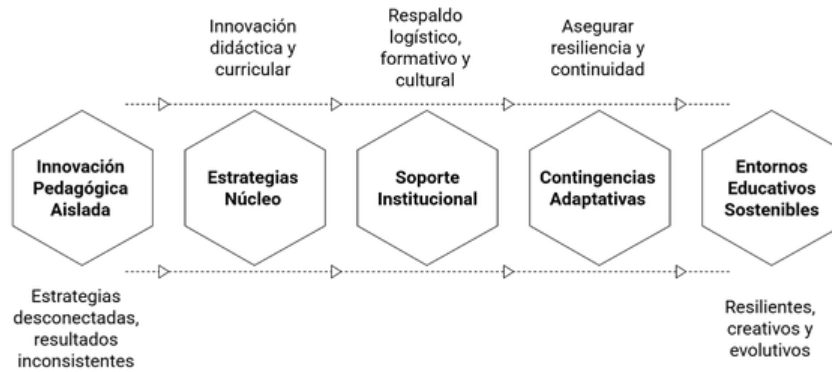 Innovación
didáctica y
curricular
Respaldo
logístico,
formativo y
cultural
Asegurar
resiliencia y
continuidad
Innovación
Pedagógica
Aislada
Estrategias
Núcleo
Soporte
Institucional
Contingencias
Adaptativas
Entornos
Educativos
Sostenibles
Estrategias
desconectadas,
resultados
inconsistentes
Resilientes,
creativos y
evolutivos